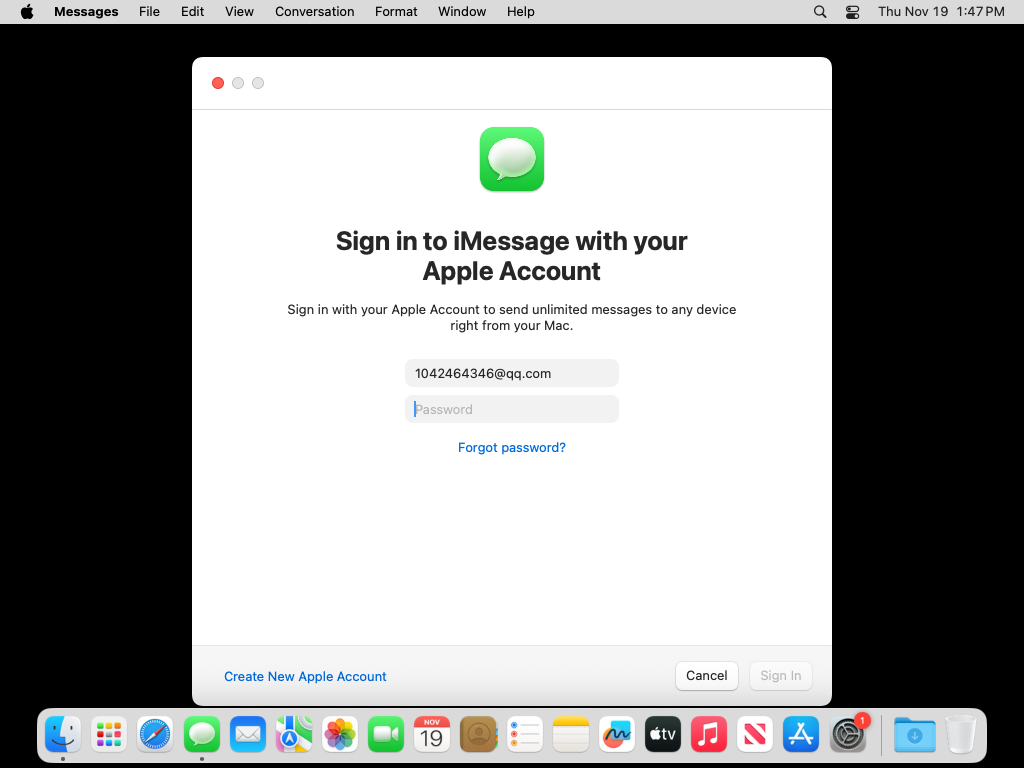 Messages File Edit View Conversation Format Window Help Thu Nov 19 1:47 PM
Sign in to iMessage with your
Apple Account
Sign in with your Apple Account to send unlimited messages to any device
right from your Mac.
1042464346@qq.com
Password
Forgot password?
Create New Apple Account Cancel Sign In
NOV
19
tv
1